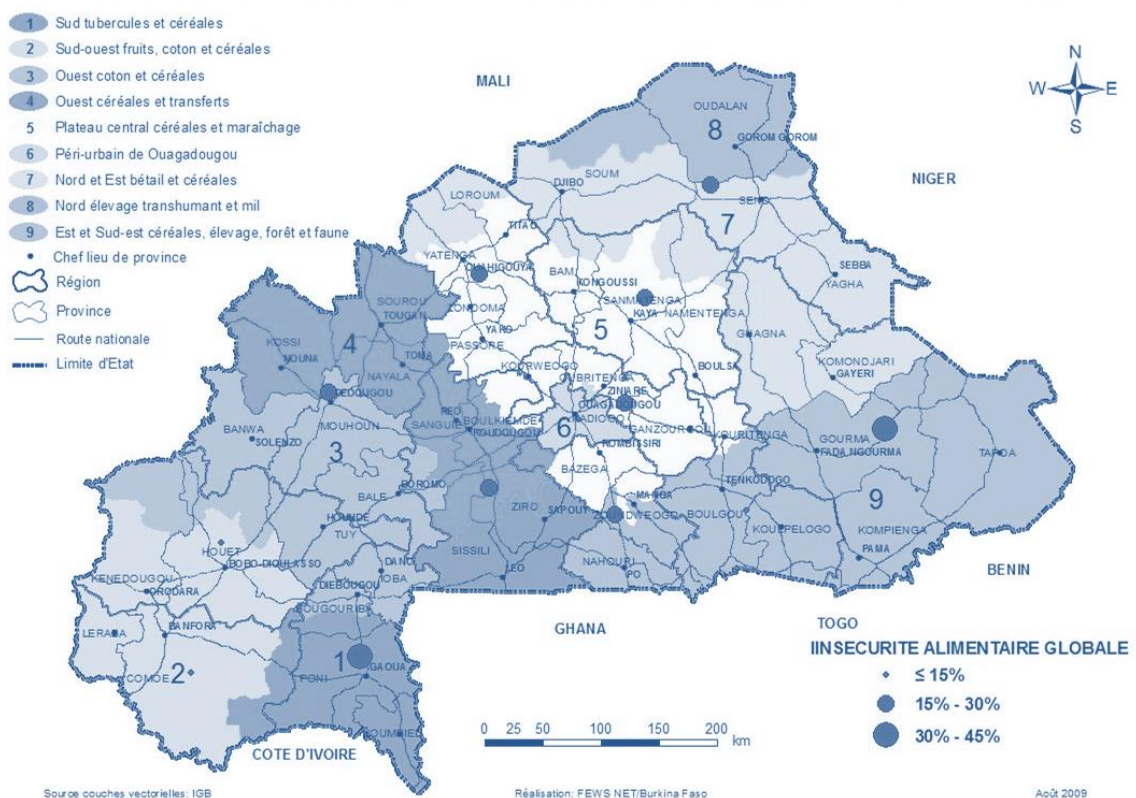 1 Sud tubercules et céréales
2 Sud-ouest fruits, coton et céréales
3 Ouest coton et céréales
4 Ouest céréales et transferts
5 Plateau central céréales et maraîchage
6 Péri-urbain de Ouagadougou
7 Nord et Est bétail et céréales
8 Nord élevage transhumant et mil
9 Est et Sud-est céréales, élevage, forêt et faune
Chef lieu de province
Région
Province
Route nationale
Limite d'Etat
N
W E
S
MALI
NIGER
BENIN
TOGO
GHANA
COTE D'IVOIRE
OUDALAN
8
GOROM GOROM
SOUM
DJIBO
SENO
7
LOROUM
TITAO
YATENGA
OUAHIGOUYA
BAM
KONGOUSSI
SANMATENGA
KAYA
NAMENTENGA
SEBBA
YAGHA
ZONDOMA
5
SOUROU
TOUGAN
YAKO
PASSORE
GNAGNA
KOMONDJARI
GAYERI
KOSSI
NOUNA
4
TOMA
NAYALA
KOURWEOGO
OUBRITENGA
ZINIARE
BOULSA
DEDOUGOU
MOUHOUN
REO
SANGUIE
BOULKIEMDE
KOUDOUGOU
OUAGADOUGOU
KADIOGO
6
GANZOURGOU
KOURITENGA
GOURMA
FADA NGOURMA
TAPOA
BANWA
SOLENZO
3
KOMBISSIRI
BAZEGA
TENKODOGO
9
BALE
BOROMO
ZIRO
SAPOUY
MANGA
ZOUNDWEOGO
BOULGOU
KOULPELOGO
KOMPIENGA
PAMA
HOUNDE
TUY
HOUET
BOBO-DIOULASSO
SISSILI
LEO
NAHOURI
PO
KENEDOUGOU
ORODARA
DANO
IOBA
DIEBOUGOU
BOUGOURIBA
LERABA
BANFORA
COMOE
2
1
GAOUA
PONI
NOUMBIEL
IINSECURITE ALIMENTAIRE GLOBALE
≤ 15%
15% - 30%
30% - 45%
0 25 50 100 150 200
km
Source couches vectorielles: IGB
Réalisation: FEWS NET/Burkina Faso
Août 2009